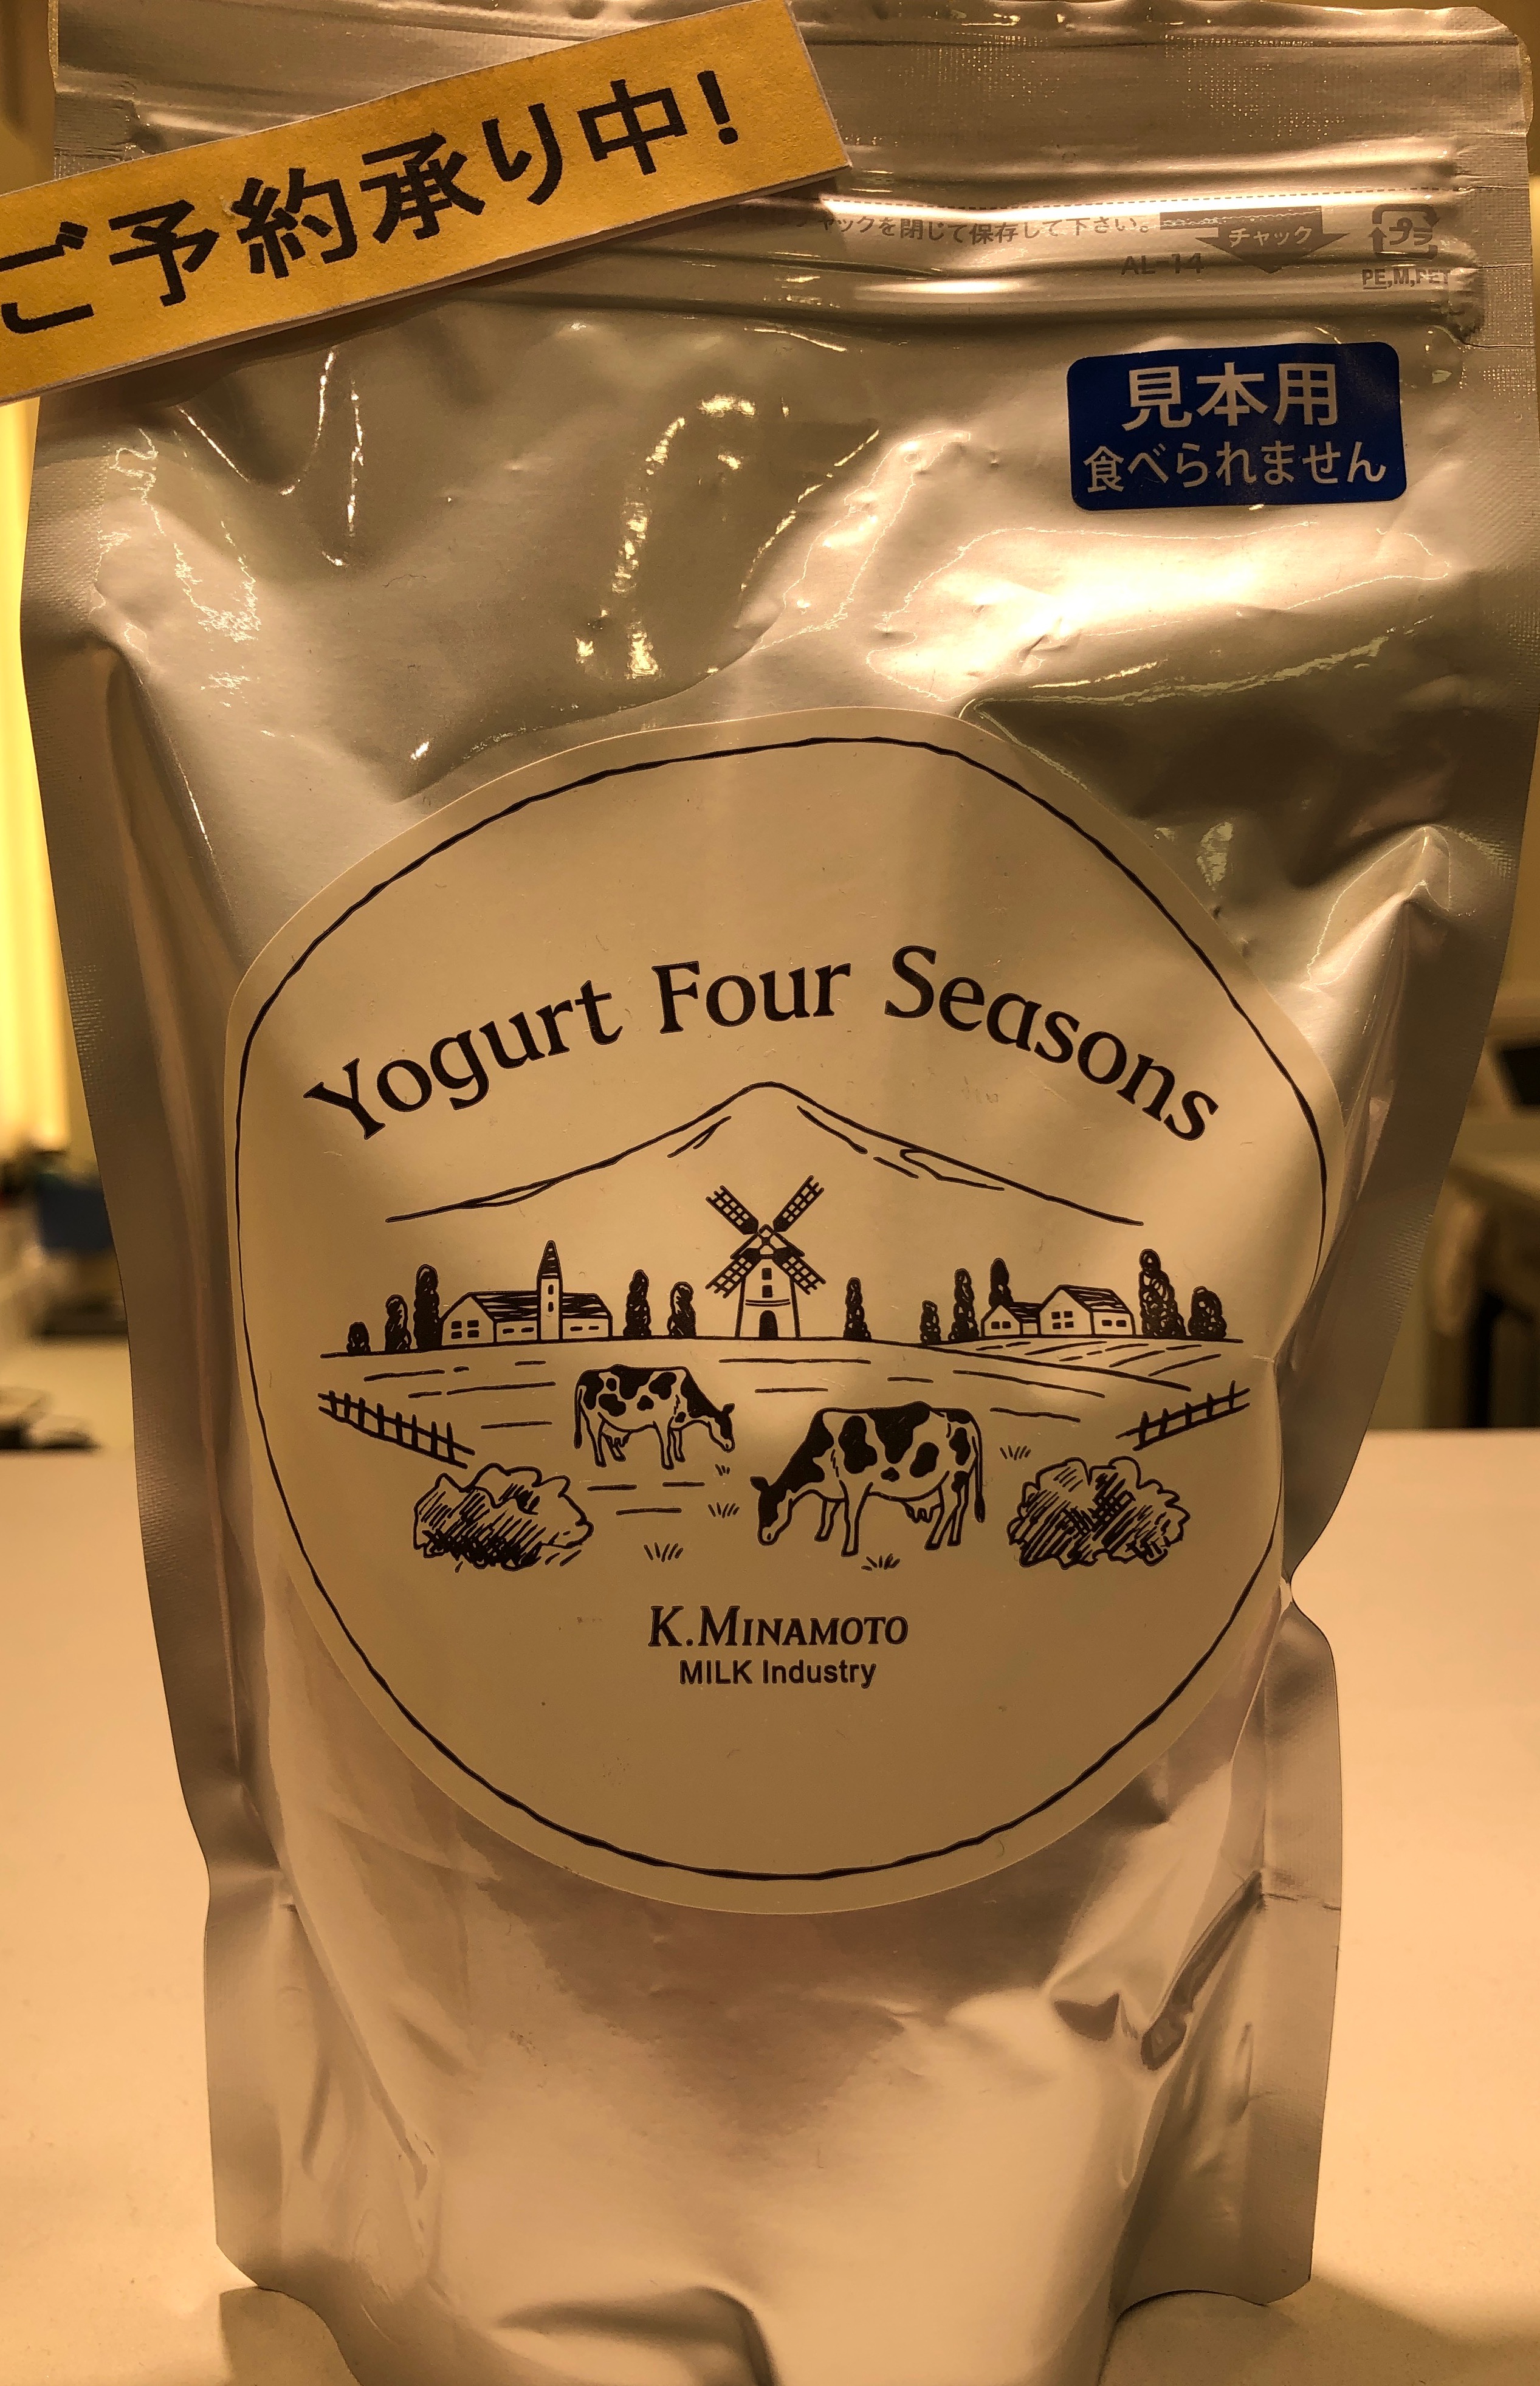 ご予約承り中!
チャックを閉じて保存して下さい。
チャック
プラ
AL-14
PE,M,PET
見本用
食べられません
Yogurt Four Seasons
K.MINAMOTO
MILK Industry